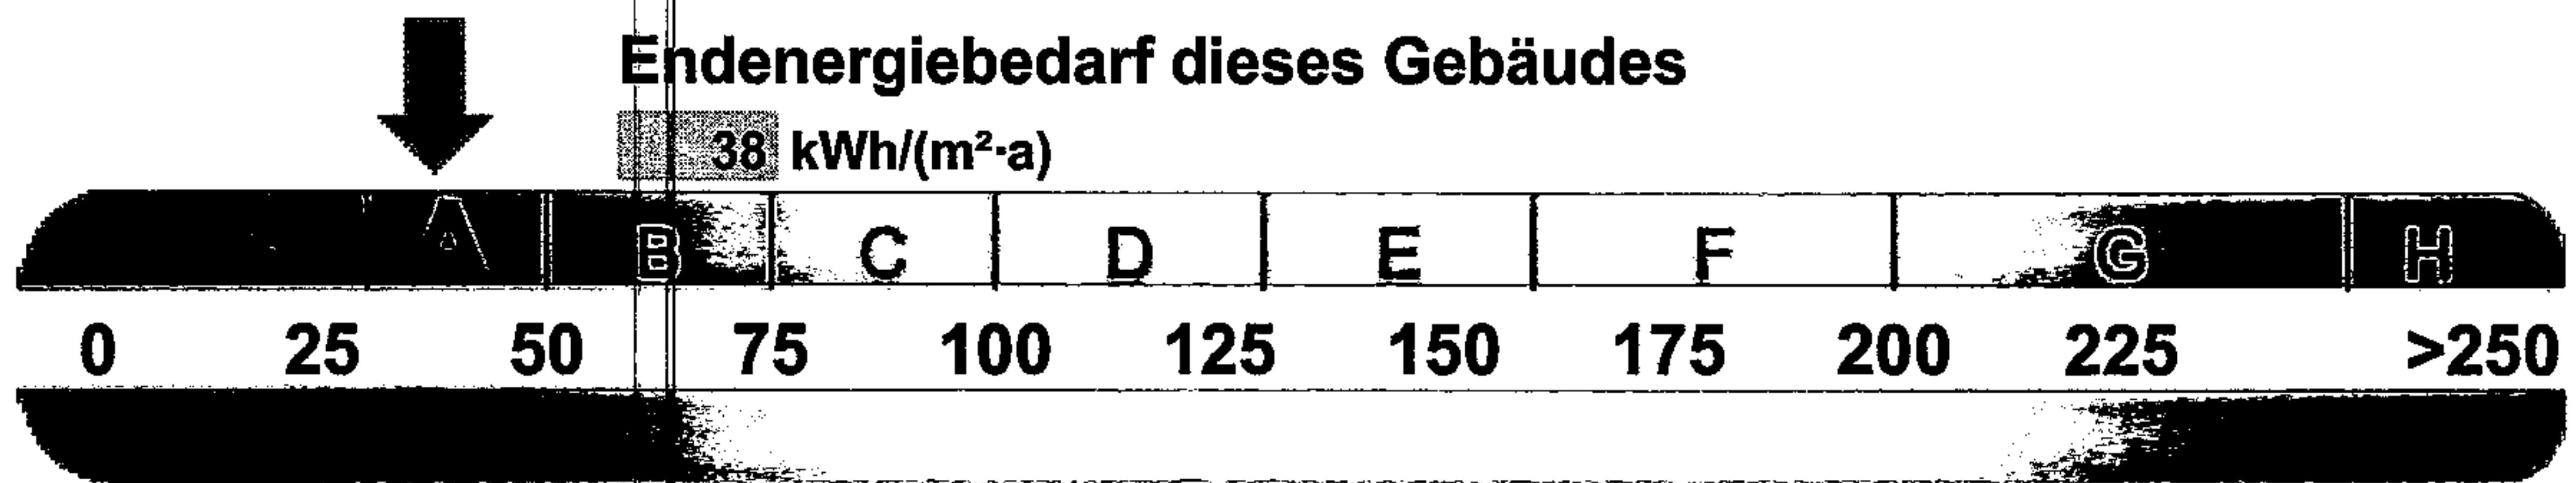 Endenergiebedarf dieses Gebäudes
38 kWh/(m²·a)
A B C D E F G H
0 25 50 75 100 125 150 175 200 225 >250